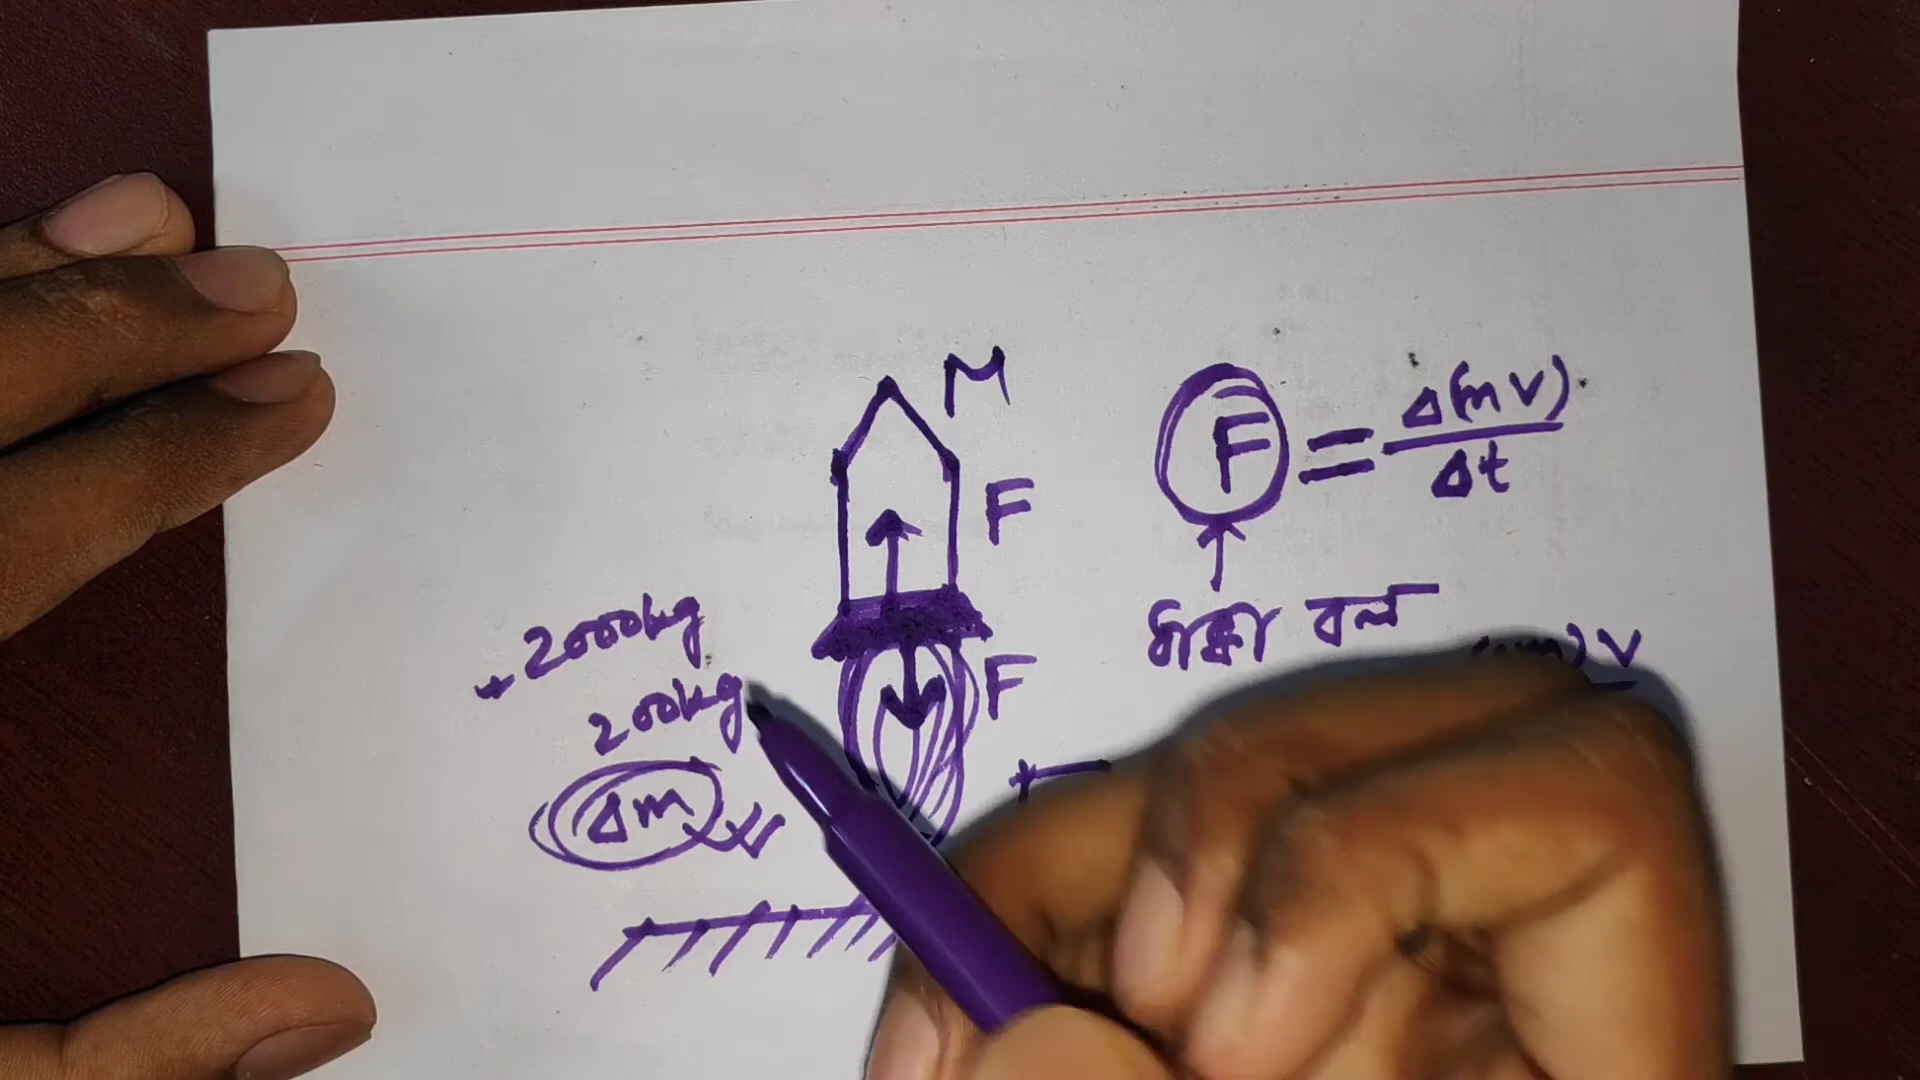 M
F
F = Δ(mv) / Δt
ধাক্কা বল
2000kg
200kg
F
v
Δm